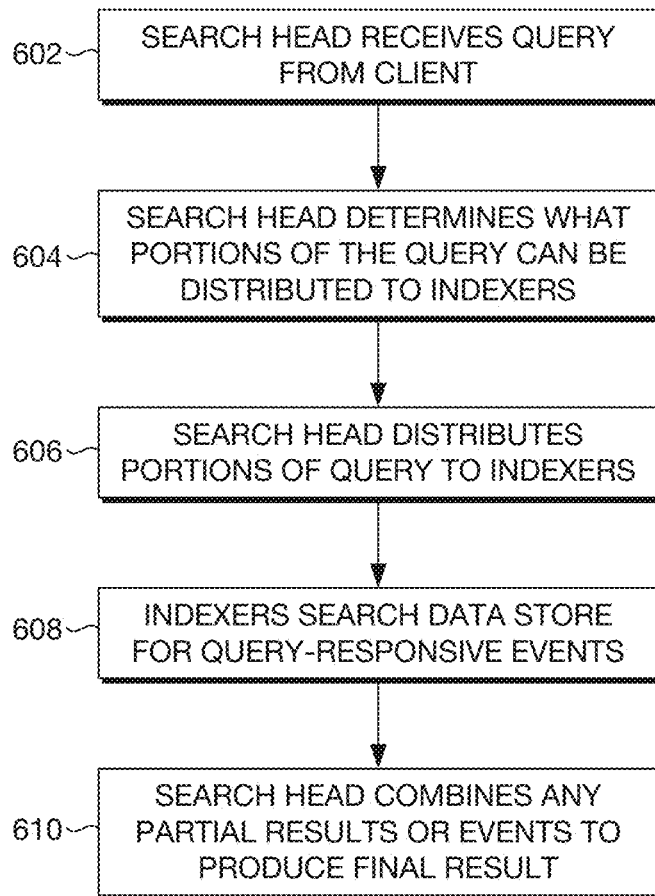 602
SEARCH HEAD RECEIVES QUERY
FROM CLIENT
604
SEARCH HEAD DETERMINES WHAT
PORTIONS OF THE QUERY CAN BE
DISTRIBUTED TO INDEXERS
606
SEARCH HEAD DISTRIBUTES
PORTIONS OF QUERY TO INDEXERS
608
INDEXERS SEARCH DATA STORE
FOR QUERY-RESPONSIVE EVENTS
610
SEARCH HEAD COMBINES ANY
PARTIAL RESULTS OR EVENTS TO
PRODUCE FINAL RESULT